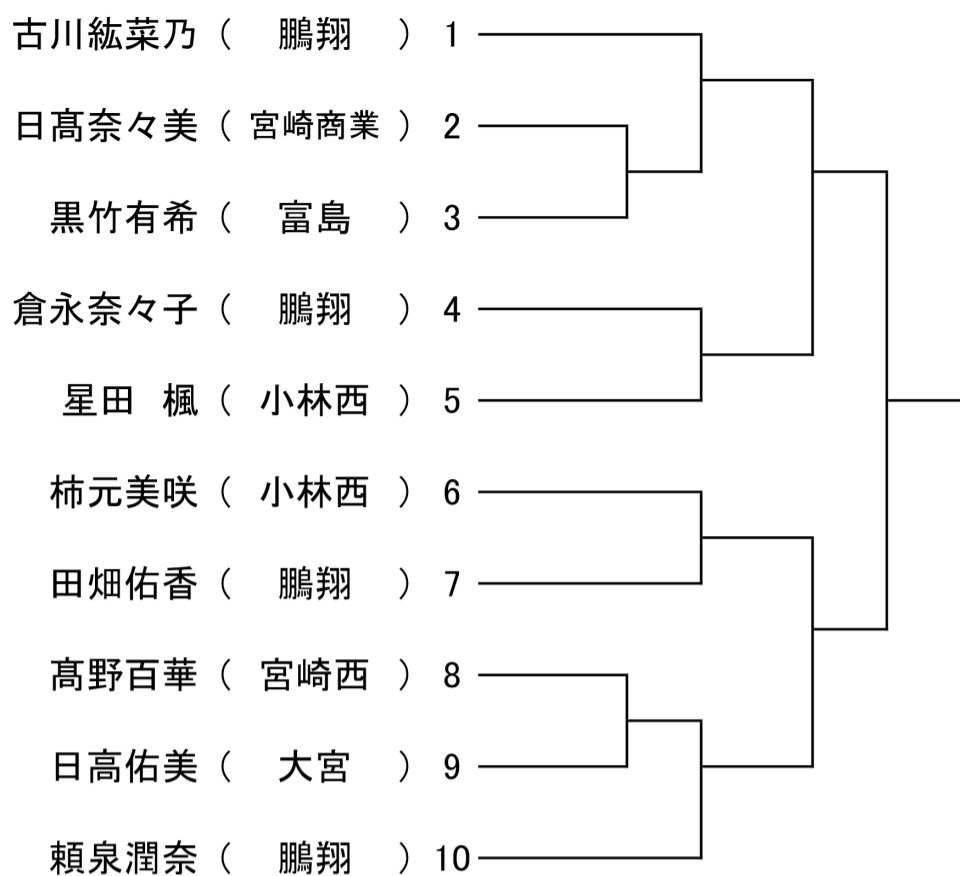 古川紘菜乃（ 鵬翔 ） 1
日髙奈々美（ 宮崎商業 ） 2
黒竹有希（ 富島 ） 3
倉永奈々子（ 鵬翔 ） 4
星田 楓（ 小林西 ） 5
柿元美咲（ 小林西 ） 6
田畑佑香（ 鵬翔 ） 7
髙野百華（ 宮崎西 ） 8
日高佑美（ 大宮 ） 9
頼泉潤奈（ 鵬翔 ） 10